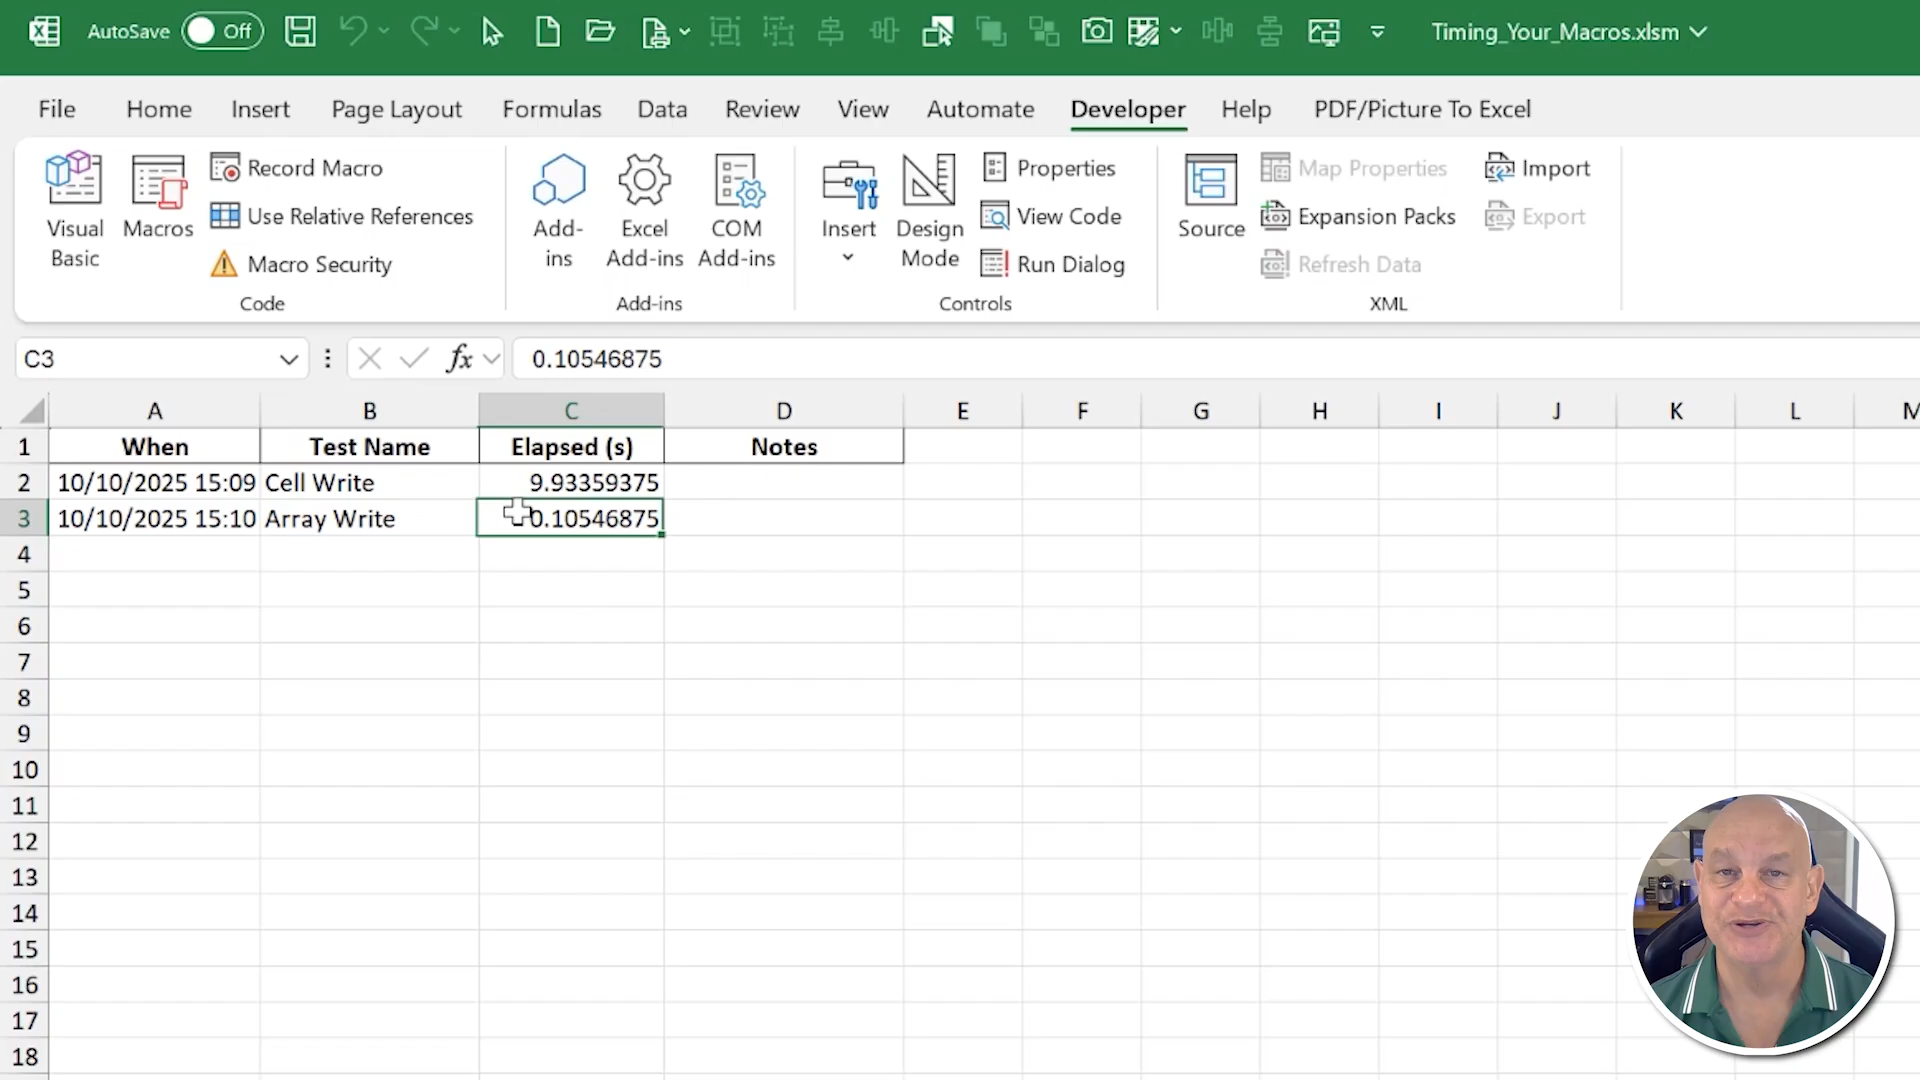 AutoSave Off Timing_Your_Macros.xlsm
File Home Insert Page Layout Formulas Data Review View Automate Developer Help PDF/Picture To Excel
Visual Basic
Macros
Record Macro
Use Relative References
Macro Security
Code
Add-ins
Excel Add-ins
COM Add-ins
Add-ins
Insert
Design Mode
Properties
View Code
Run Dialog
Controls
Source
Map Properties
Expansion Packs
Refresh Data
Import
Export
XML
C3 fx 0.10546875
A B C D E F G H I J K L M
1 When Test Name Elapsed (s) Notes
2 10/10/2025 15:09 Cell Write 9.93359375
3 10/10/2025 15:10 Array Write 0.10546875
4
5
6
7
8
9
10
11
12
13
14
15
16
17
18